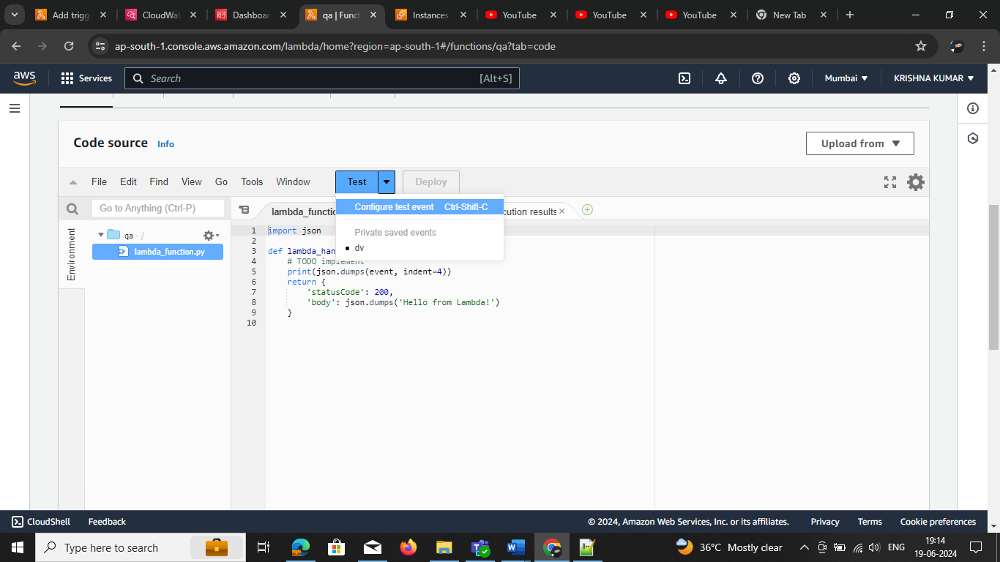 Add trigg
CloudWat
Dashboar
qa | Funct
Instances
YouTube
YouTube
YouTube
New Tab
ap-south-1.console.aws.amazon.com/lambda/home?region=ap-south-1#/functions/qa?tab=code
aws
Services
Search
[Alt+S]
Mumbai
KRISHNA KUMAR
Code source
Info
Upload from
File
Edit
Find
View
Go
Tools
Window
Test
Deploy
Go to Anything (Ctrl-P)
lambda_functio
Configure test event Ctrl-Shift-C
cution results
Private saved events
dv
Environment
qa - /
lambda_function.py
1 import json
2
3 def lambda_han
4 # TODO implement
5 print(json.dumps(event, indent=4))
6 return {
7 'statusCode': 200,
8 'body': json.dumps('Hello from Lambda!')
9 }
10
CloudShell
Feedback
© 2024, Amazon Web Services, Inc. or its affiliates.
Privacy
Terms
Cookie preferences
Type here to search
36°C Mostly clear
ENG
19:14
19-06-2024